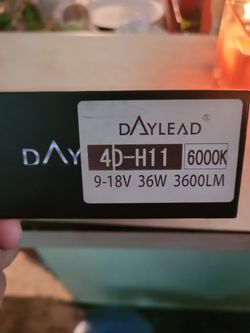 DAYLEAD ®
DAY
4D-H11 6000K
9-18V 36W 3600LM